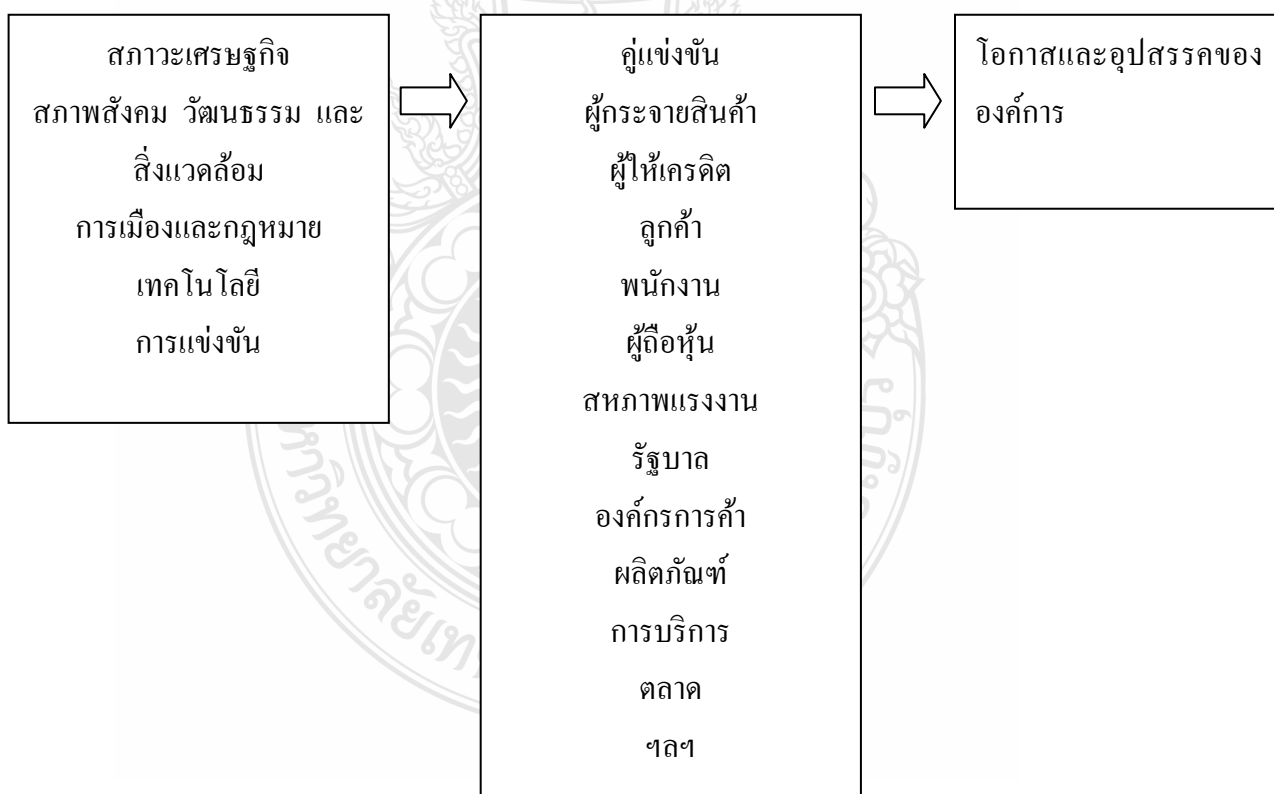 สภาวะเศรษฐกิจ
สภาพสังคม วัฒนธรรม และ
สิ่งแวดล้อม
การเมืองและกฎหมาย
เทคโนโลยี
การแข่งขัน
คู่แข่งขัน
ผู้กระจายสินค้า
ผู้ให้เครดิต
ลูกค้า
พนักงาน
ผู้ถือหุ้น
สหภาพแรงงาน
รัฐบาล
องค์กรการค้า
ผลิตภัณฑ์
การบริการ
ตลาด
ฯลฯ
โอกาสและอุปสรรคของ
องค์การ